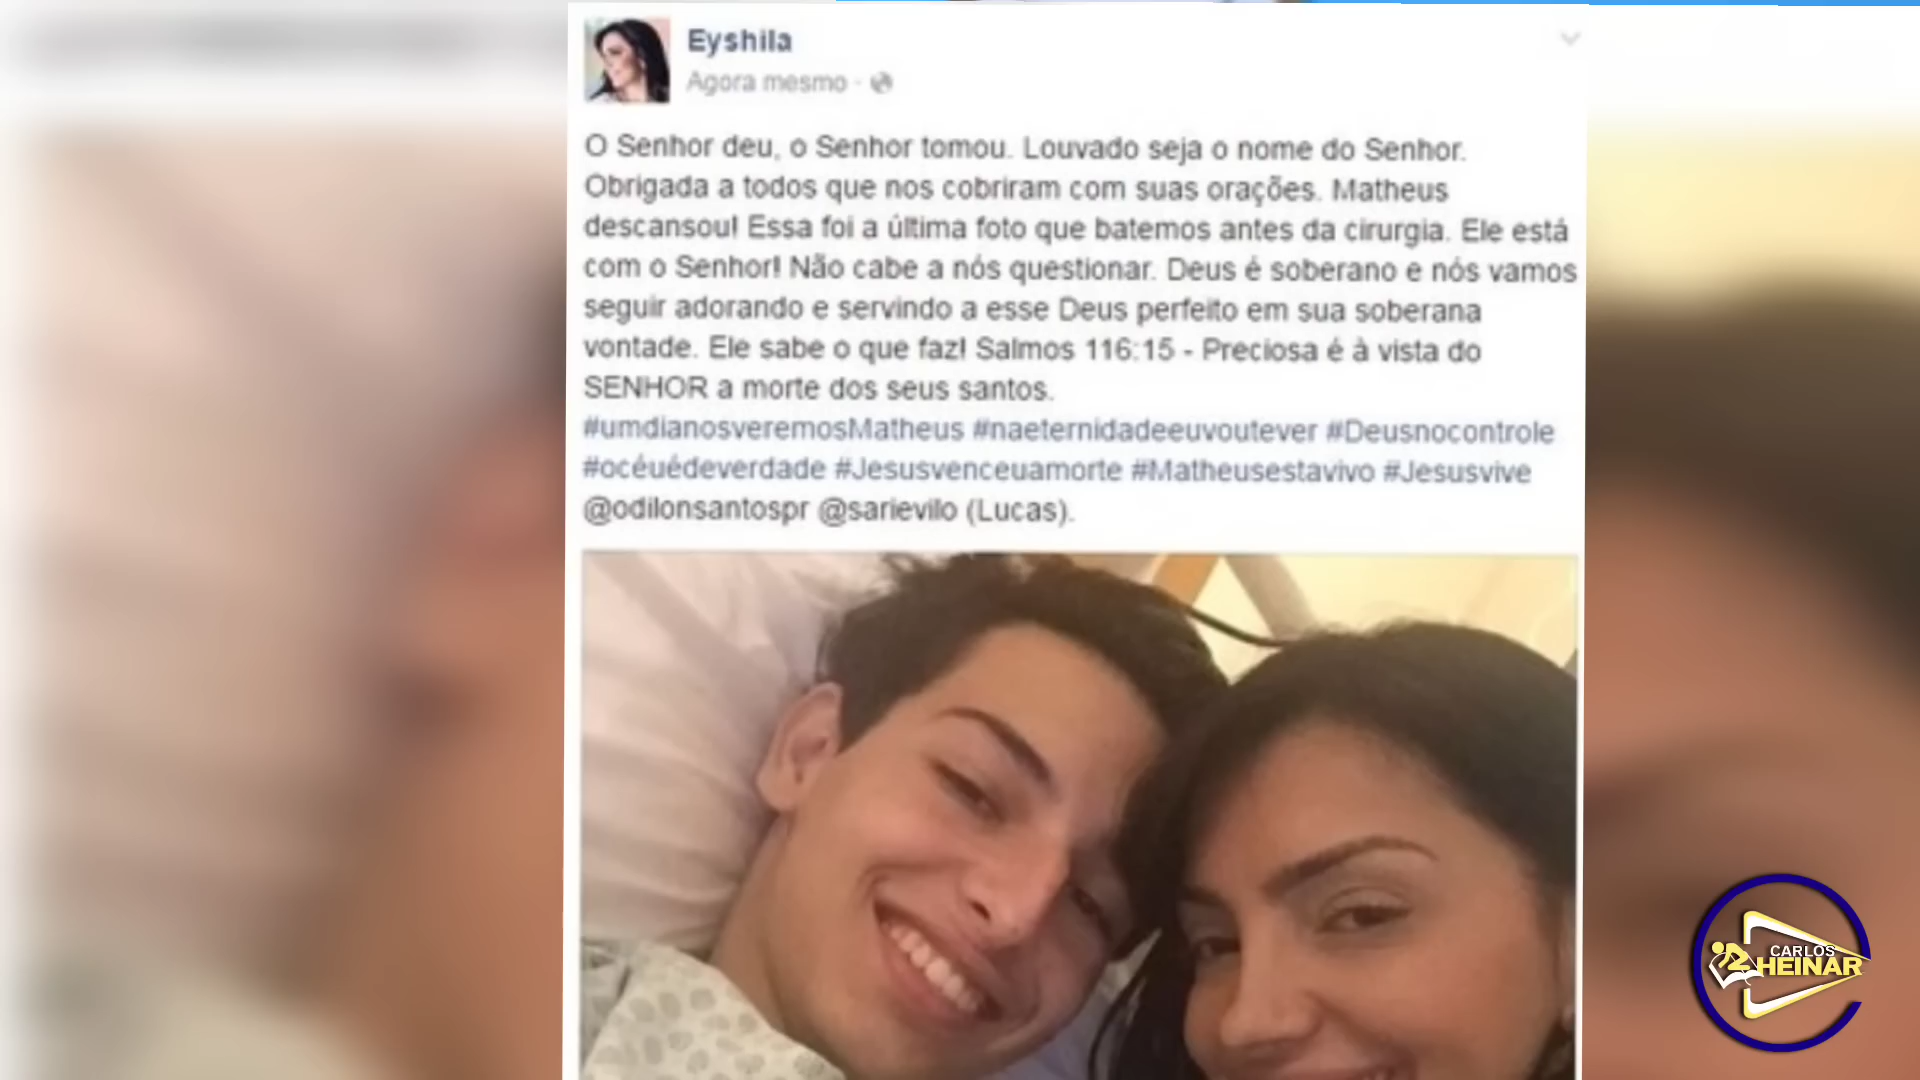 Eyshila
Agora mesmo ·
O Senhor deu, o Senhor tomou. Louvado seja o nome do Senhor.
Obrigada a todos que nos cobriram com suas orações. Matheus
descansou! Essa foi a última foto que batemos antes da cirurgia. Ele está
com o Senhor! Não cabe a nós questionar. Deus é soberano e nós vamos
seguir adorando e servindo a esse Deus perfeito em sua soberana
vontade. Ele sabe o que faz! Salmos 116:15 - Preciosa é à vista do
SENHOR a morte dos seus santos.
#umdianosveremosMatheus #naeternidadeeuvoutever #Deusnocontrole
#océuédeverdade #Jesusvenceuamorte #Matheusestavivo #Jesusvive
@odilonsantospr @sarievilo (Lucas).
CARLOS
HEINAR